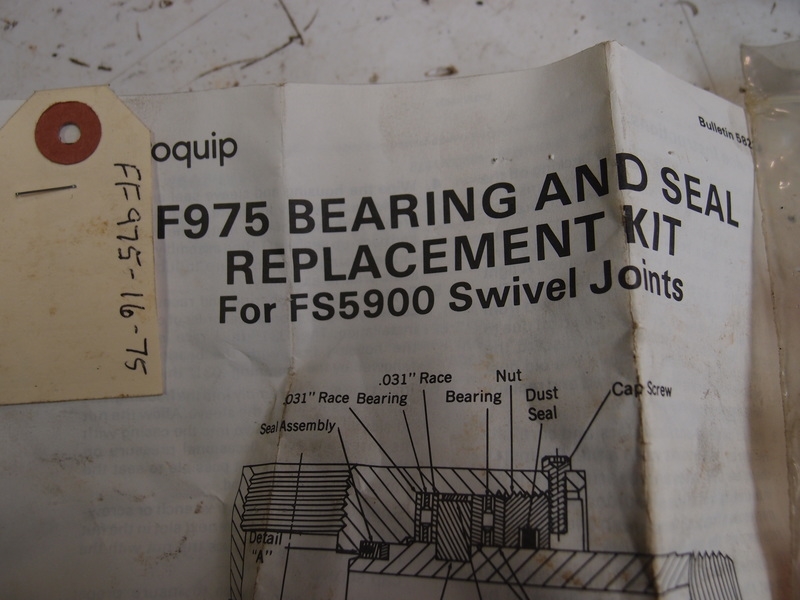 FF975-16-75
oquip
Bulletin 582
F975 BEARING AND SEAL
REPLACEMENT KIT
For FS5900 Swivel Joints
.031" Race
Nut
.031" Race Bearing
Bearing
Dust
Seal
Cap Screw
Seal Assembly
Detail
"A"